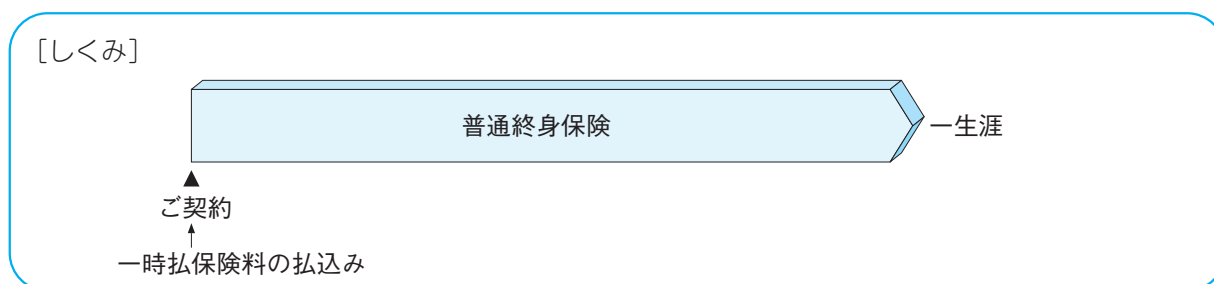 ［しくみ］
普通終身保険
一生涯
ご契約
一時払保険料の払込み